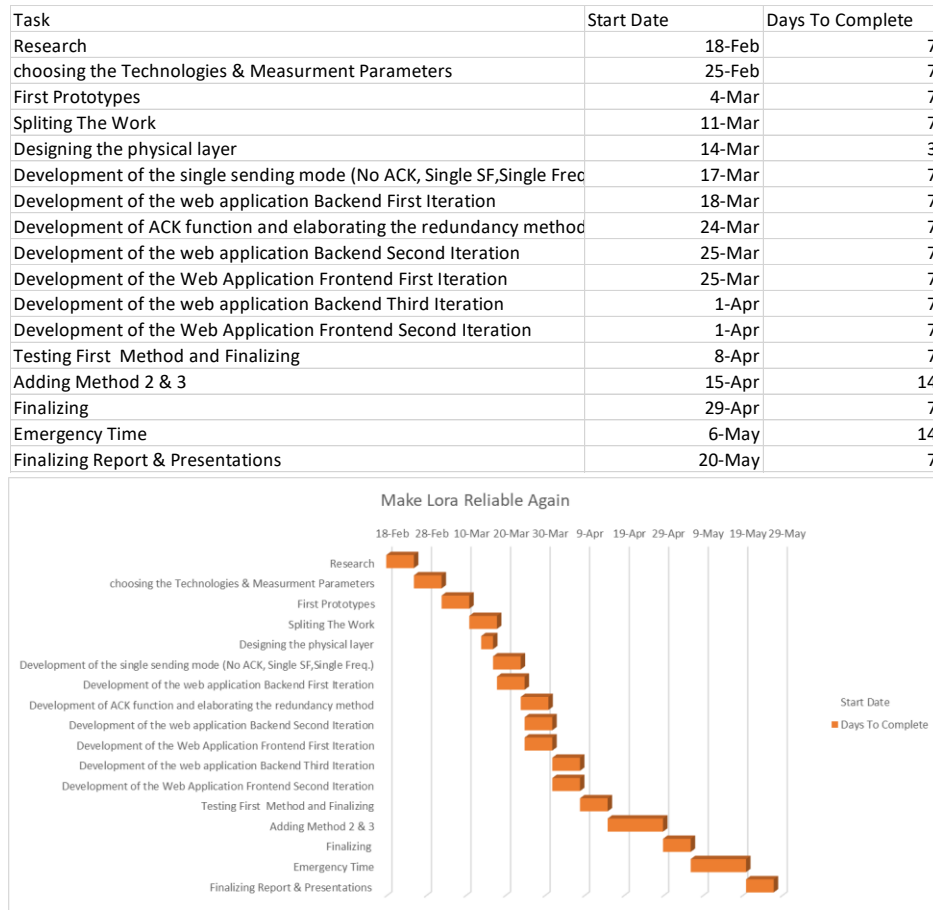 Task Start Date Days To Complete
Research 18-Feb 7
choosing the Technologies & Measurment Parameters 25-Feb 7
First Prototypes 4-Mar 7
Spliting The Work 11-Mar 7
Designing the physical layer 14-Mar 3
Development of the single sending mode (No ACK, Single SF,Single Freq 17-Mar 7
Development of the web application Backend First Iteration 18-Mar 7
Development of ACK function and elaborating the redundancy method 24-Mar 7
Development of the web application Backend Second Iteration 25-Mar 7
Development of the Web Application Frontend First Iteration 25-Mar 7
Development of the web application Backend Third Iteration 1-Apr 7
Development of the Web Application Frontend Second Iteration 1-Apr 7
Testing First  Method and Finalizing 8-Apr 7
Adding Method 2 & 3 15-Apr 14
Finalizing 29-Apr 7
Emergency Time 6-May 14
Finalizing Report & Presentations 20-May 7
Make Lora Reliable Again
18-Feb 28-Feb 10-Mar 20-Mar 30-Mar 9-Apr 19-Apr 29-Apr 9-May 19-May 29-May
Research
choosing the Technologies & Measurment Parameters
First Prototypes
Spliting The Work
Designing the physical layer
Development of the single sending mode (No ACK, Single SF,Single Freq.)
Development of the web application Backend First Iteration
Development of ACK function and elaborating the redundancy method
Development of the web application Backend Second Iteration
Development of the Web Application Frontend First Iteration
Development of the web application Backend Third Iteration
Development of the Web Application Frontend Second Iteration
Testing First  Method and Finalizing
Adding Method 2 & 3
Finalizing
Emergency Time
Finalizing Report & Presentations
Start Date
Days To Complete